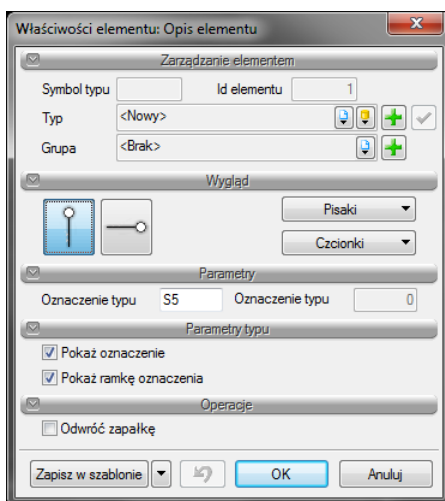 Właściwości elementu: Opis elementu
Zarządzanie elementem
Symbol typu Id elementu 1
Typ <Nowy>
Grupa <Brak>
Wygląd
Pisaki
Czcionki
Parametry
Oznaczenie typu S5 Oznaczenie typu 0
Parametry typu
Pokaż oznaczenie
Pokaż ramkę oznaczenia
Operacje
Odwróć zapałkę
Zapisz w szablonie OK Anuluj